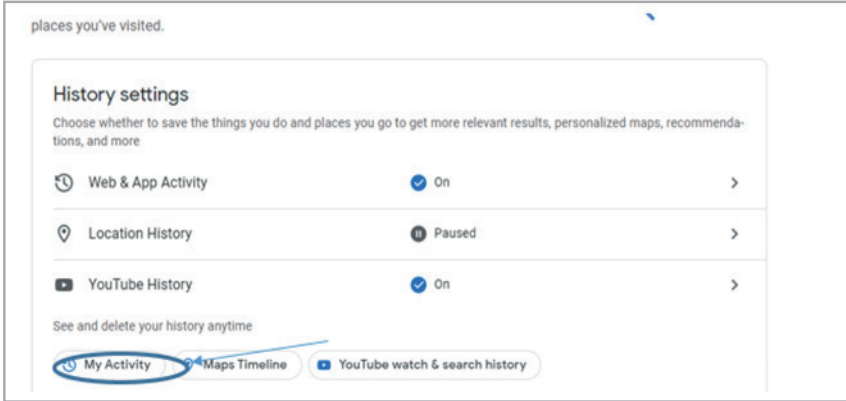 places you've visited.
History settings
Choose whether to save the things you do and places you go to get more relevant results, personalized maps, recommenda-
tions, and more
Web & App Activity On
Location History Paused
YouTube History On
See and delete your history anytime
My Activity Maps Timeline YouTube watch & search history